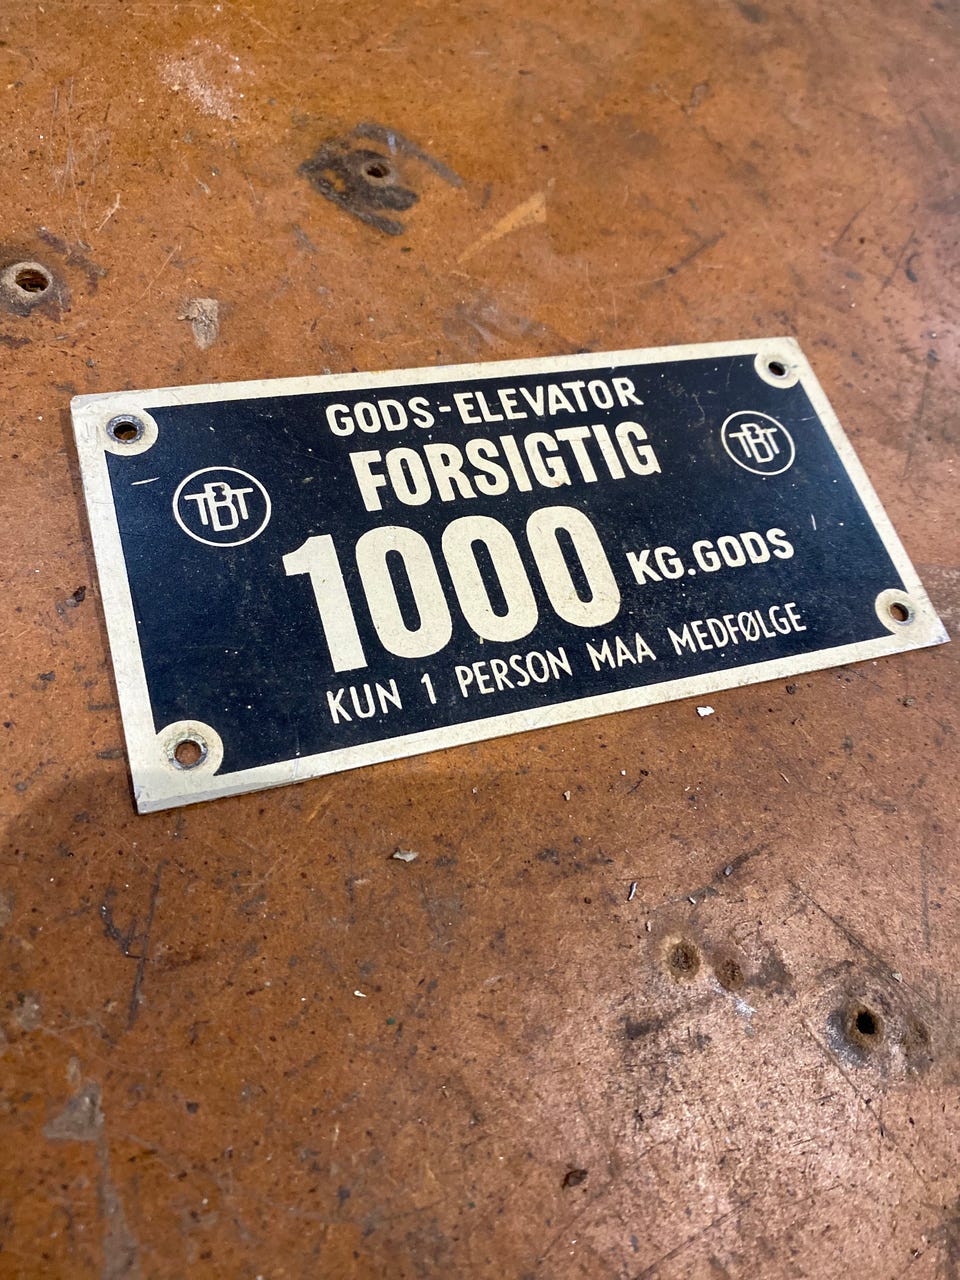 GODS-ELEVATOR
FORSIGTIG
TBT
TBT
1000 KG.GODS
KUN 1 PERSON MAA MEDFØLGE